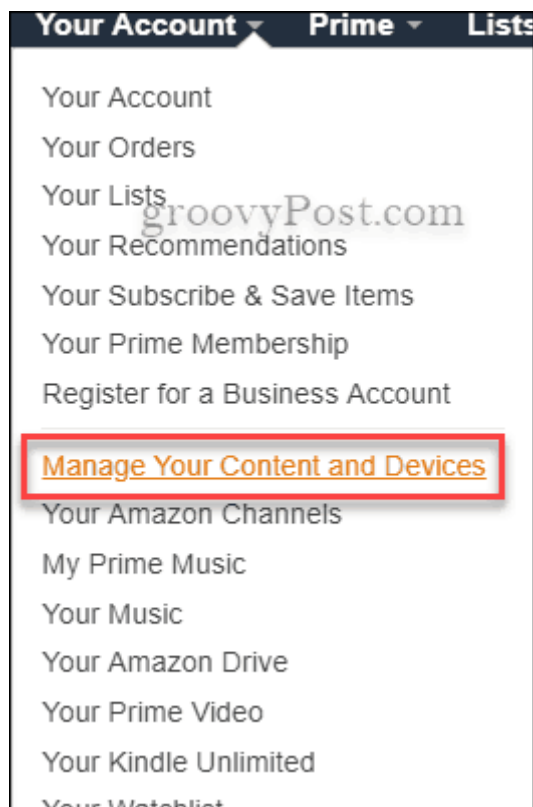 Your Account Prime Lists
Your Account
Your Orders
Your Lists
groovyPost.com
Your Recommendations
Your Subscribe & Save Items
Your Prime Membership
Register for a Business Account
Manage Your Content and Devices
Your Amazon Channels
My Prime Music
Your Music
Your Amazon Drive
Your Prime Video
Your Kindle Unlimited
Your Watchlist